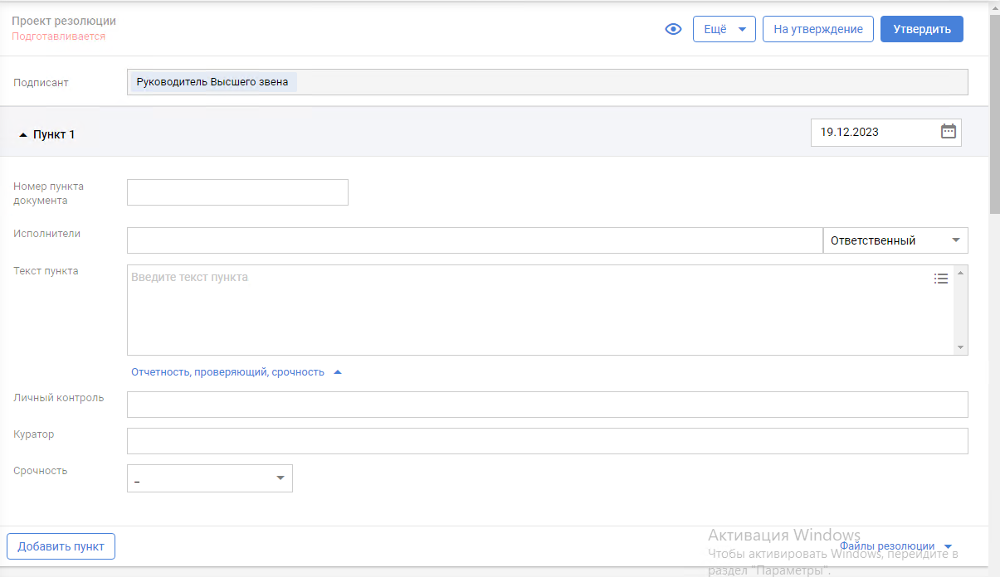 Проект резолюции
Подготавливается
Ещё
На утверждение
Утвердить
Подписант
Руководитель Высшего звена
Пункт 1
19.12.2023
Номер пункта
документа
Исполнители
Ответственный
Текст пункта
Введите текст пункта
Отчетность, проверяющий, срочность
Личный контроль
Куратор
Срочность
–
Добавить пункт
Файлы резолюции
Активация Windows
Чтобы активировать Windows, перейдите в
раздел "Параметры".